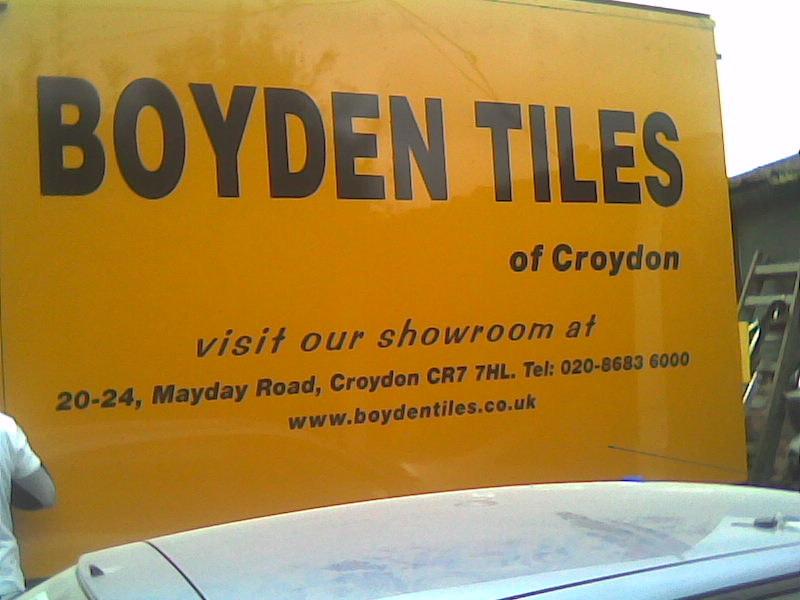 BOYDEN TILES
of Croydon
visit our showroom at
20-24, Mayday Road, Croydon CR7 7HL. Tel: 020-8683 6000
www.boydentiles.co.uk